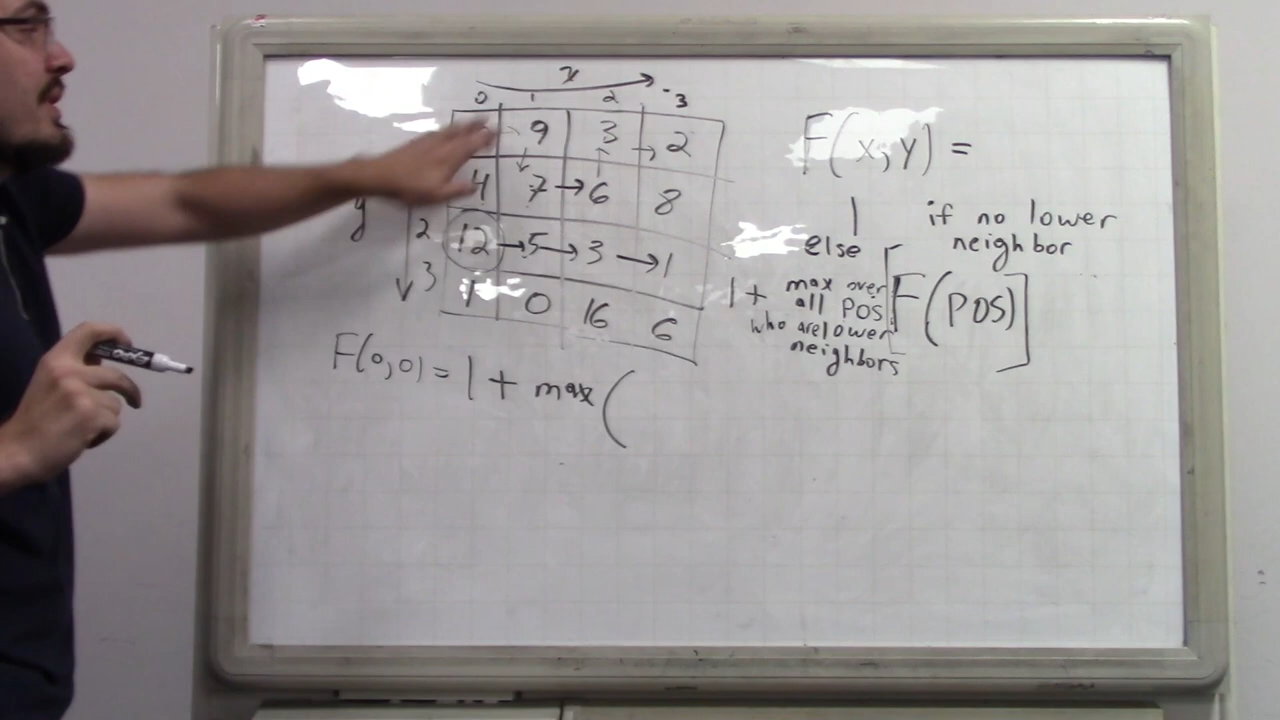 x
0 1 2 3
9 3 2
4 7 → 6 8
y 2 12 → 5 → 3 → 1
3 1 0 16 6
F(0,0) = 1 + max (
F(x,y) =
1 if no lower neighbor
else
1 + max over all pos who are lower neighbors [F(pos)]
EXPO